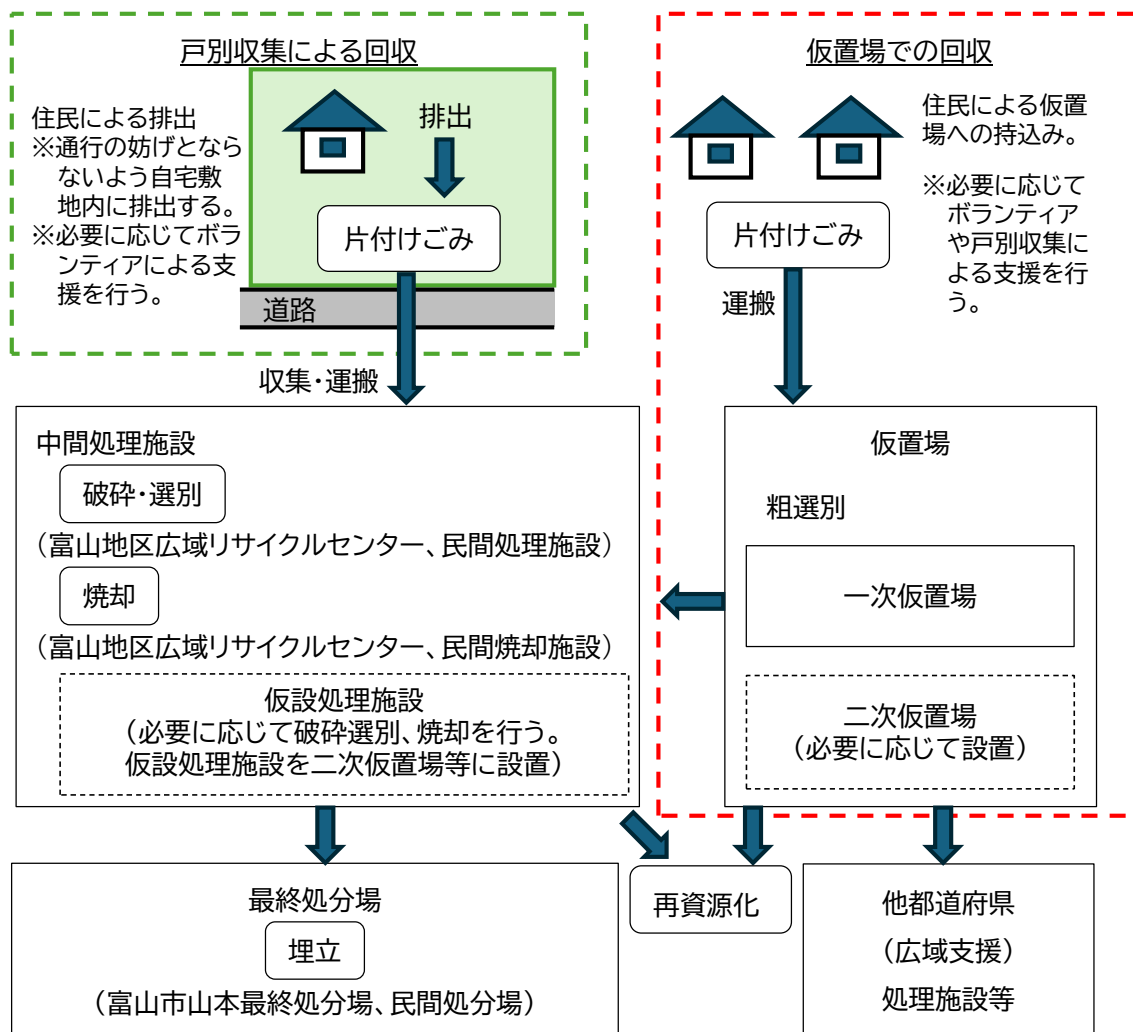 戸別収集による回収
住民による排出
※通行の妨げとなら
ないよう自宅敷
地内に排出する。
※必要に応じてボラ
ンティアによる支
援を行う。
排出
片付けごみ
道路
収集・運搬
仮置場での回収
住民による仮置
場への持込み。
※必要に応じて
ボランティア
や戸別収集に
よる支援を行
う。
片付けごみ
運搬
中間処理施設
破砕・選別
（富山地区広域リサイクルセンター、民間処理施設）
焼却
（富山地区広域リサイクルセンター、民間焼却施設）
仮設処理施設
（必要に応じて破砕選別、焼却を行う。
仮設処理施設を二次仮置場等に設置）
仮置場
粗選別
一次仮置場
二次仮置場
（必要に応じて設置）
最終処分場
埋立
（富山市山本最終処分場、民間処分場）
再資源化
他都道府県
（広域支援）
処理施設等